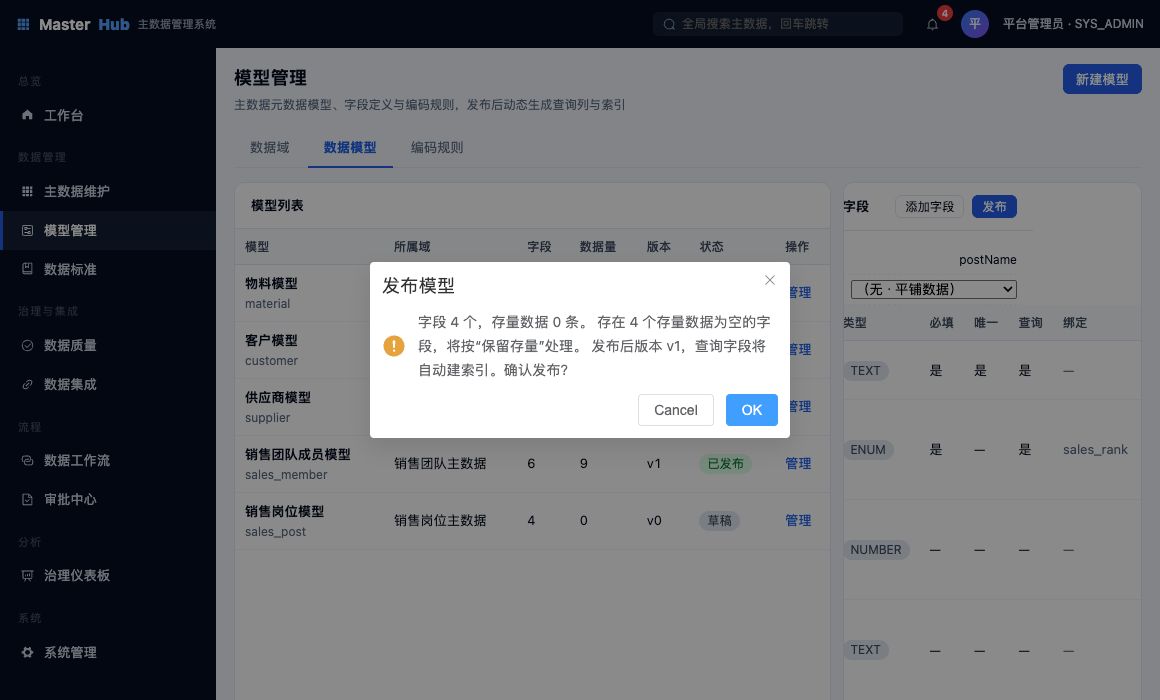 Master Hub 主数据管理系统
全局搜索主数据，回车跳转
4
平
平台管理员 · SYS_ADMIN
总览
工作台
数据管理
主数据维护
模型管理
数据标准
治理与集成
数据质量
数据集成
流程
数据工作流
审批中心
分析
治理仪表板
系统
系统管理
模型管理
新建模型
主数据元数据模型、字段定义与编码规则，发布后动态生成查询列与索引
数据域 数据模型 编码规则
模型列表
模型 所属域 字段 数据量 版本 状态 操作
物料模型
material
管理
客户模型
customer
管理
供应商模型
supplier
管理
销售团队成员模型
sales_member
销售团队主数据 6 9 v1 已发布 管理
销售岗位模型
sales_post
销售岗位主数据 4 0 v0 草稿 管理
字段 添加字段 发布
postName
（无 · 平铺数据）
类型 必填 唯一 查询 绑定
TEXT 是 是 是 —
ENUM 是 — 是 sales_rank
NUMBER — — — —
TEXT — — — —
发布模型
字段 4 个，存量数据 0 条。 存在 4 个存量数据为空的字
段，将按“保留存量”处理。 发布后版本 v1，查询字段将
自动建索引。确认发布?
Cancel OK